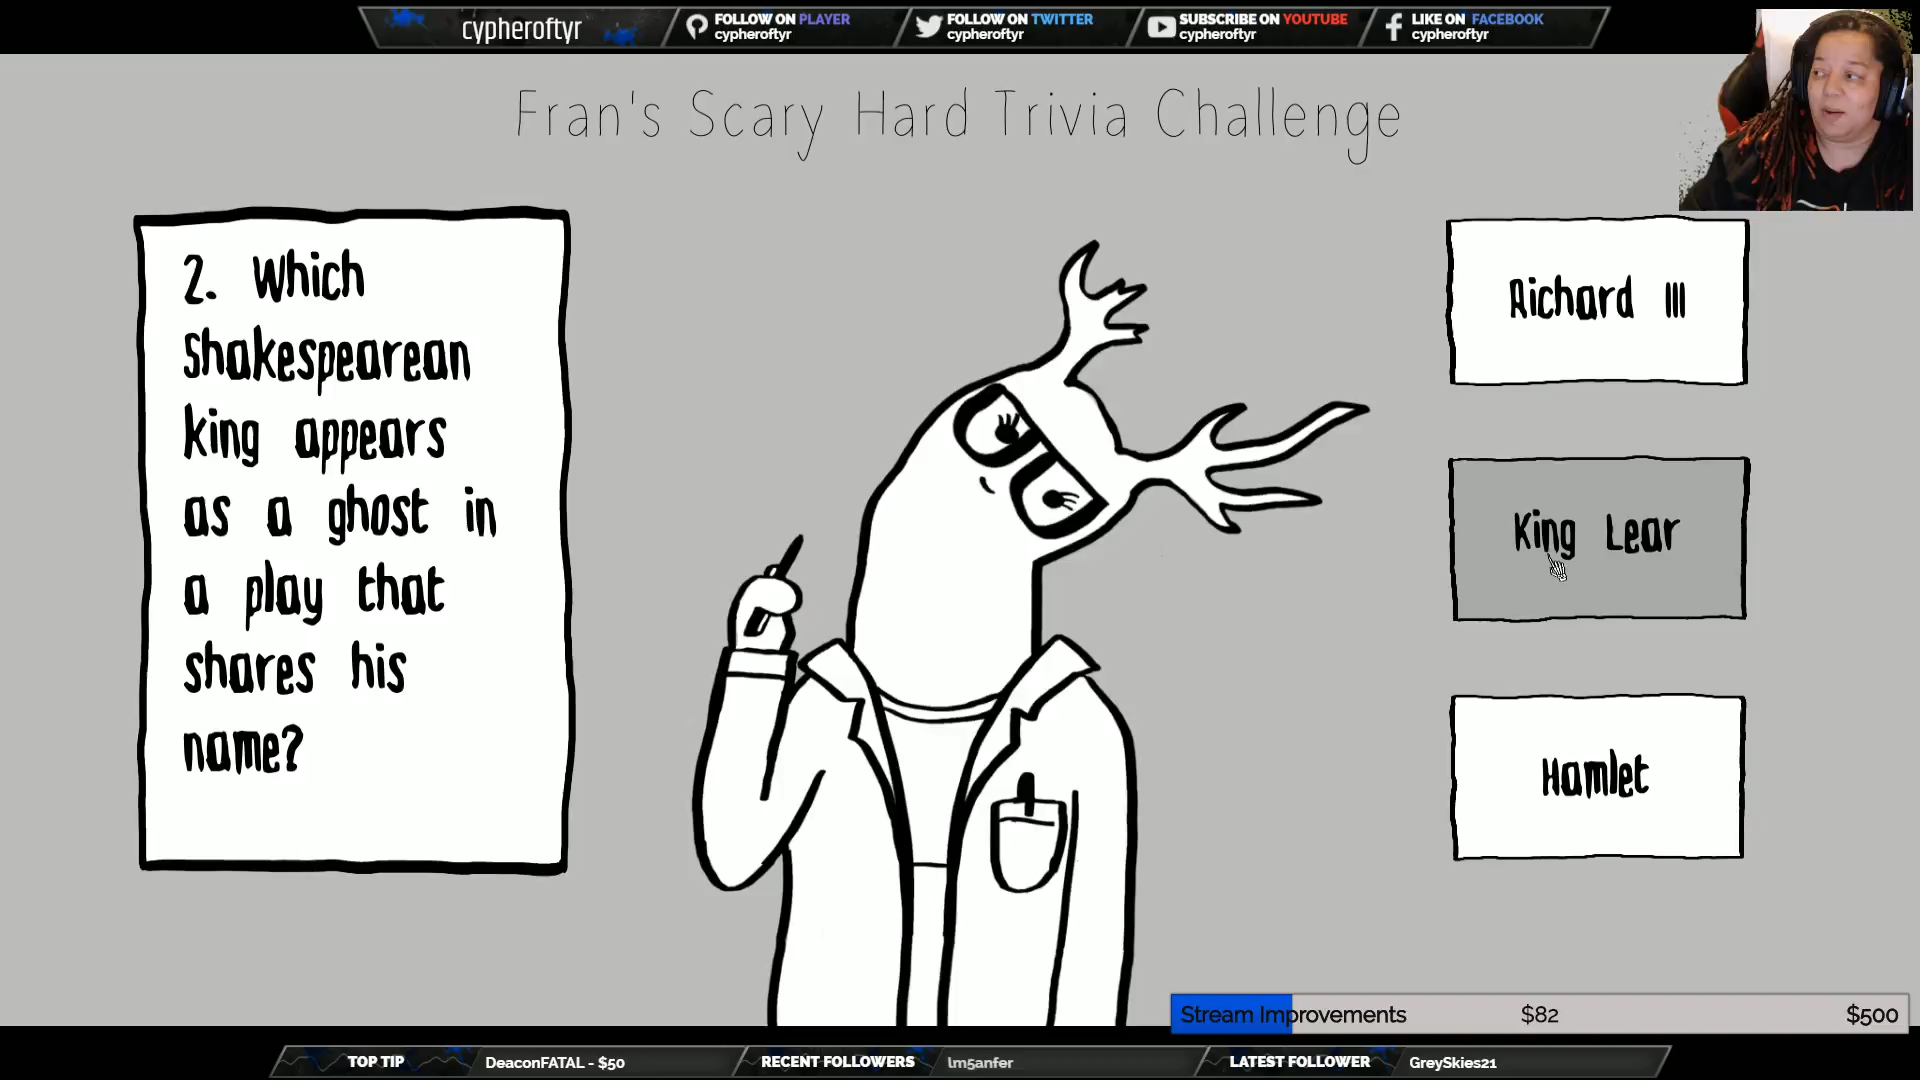 cypheroftyr
FOLLOW ON PLAYER
cypheroftyr
FOLLOW ON TWITTER
cypheroftyr
SUBSCRIBE ON YOUTUBE
cypheroftyr
LIKE ON FACEBOOK
cypheroftyr
Fran's Scary Hard Trivia Challenge
2. Which
Shakespearean
king appears
as a ghost in
a play that
shares his
name?
Richard III
King Lear
Hamlet
Stream Improvements $82 $500
TOP TIP DeaconFATAL - $50
RECENT FOLLOWERS lm5anfer
LATEST FOLLOWER GreySkies21